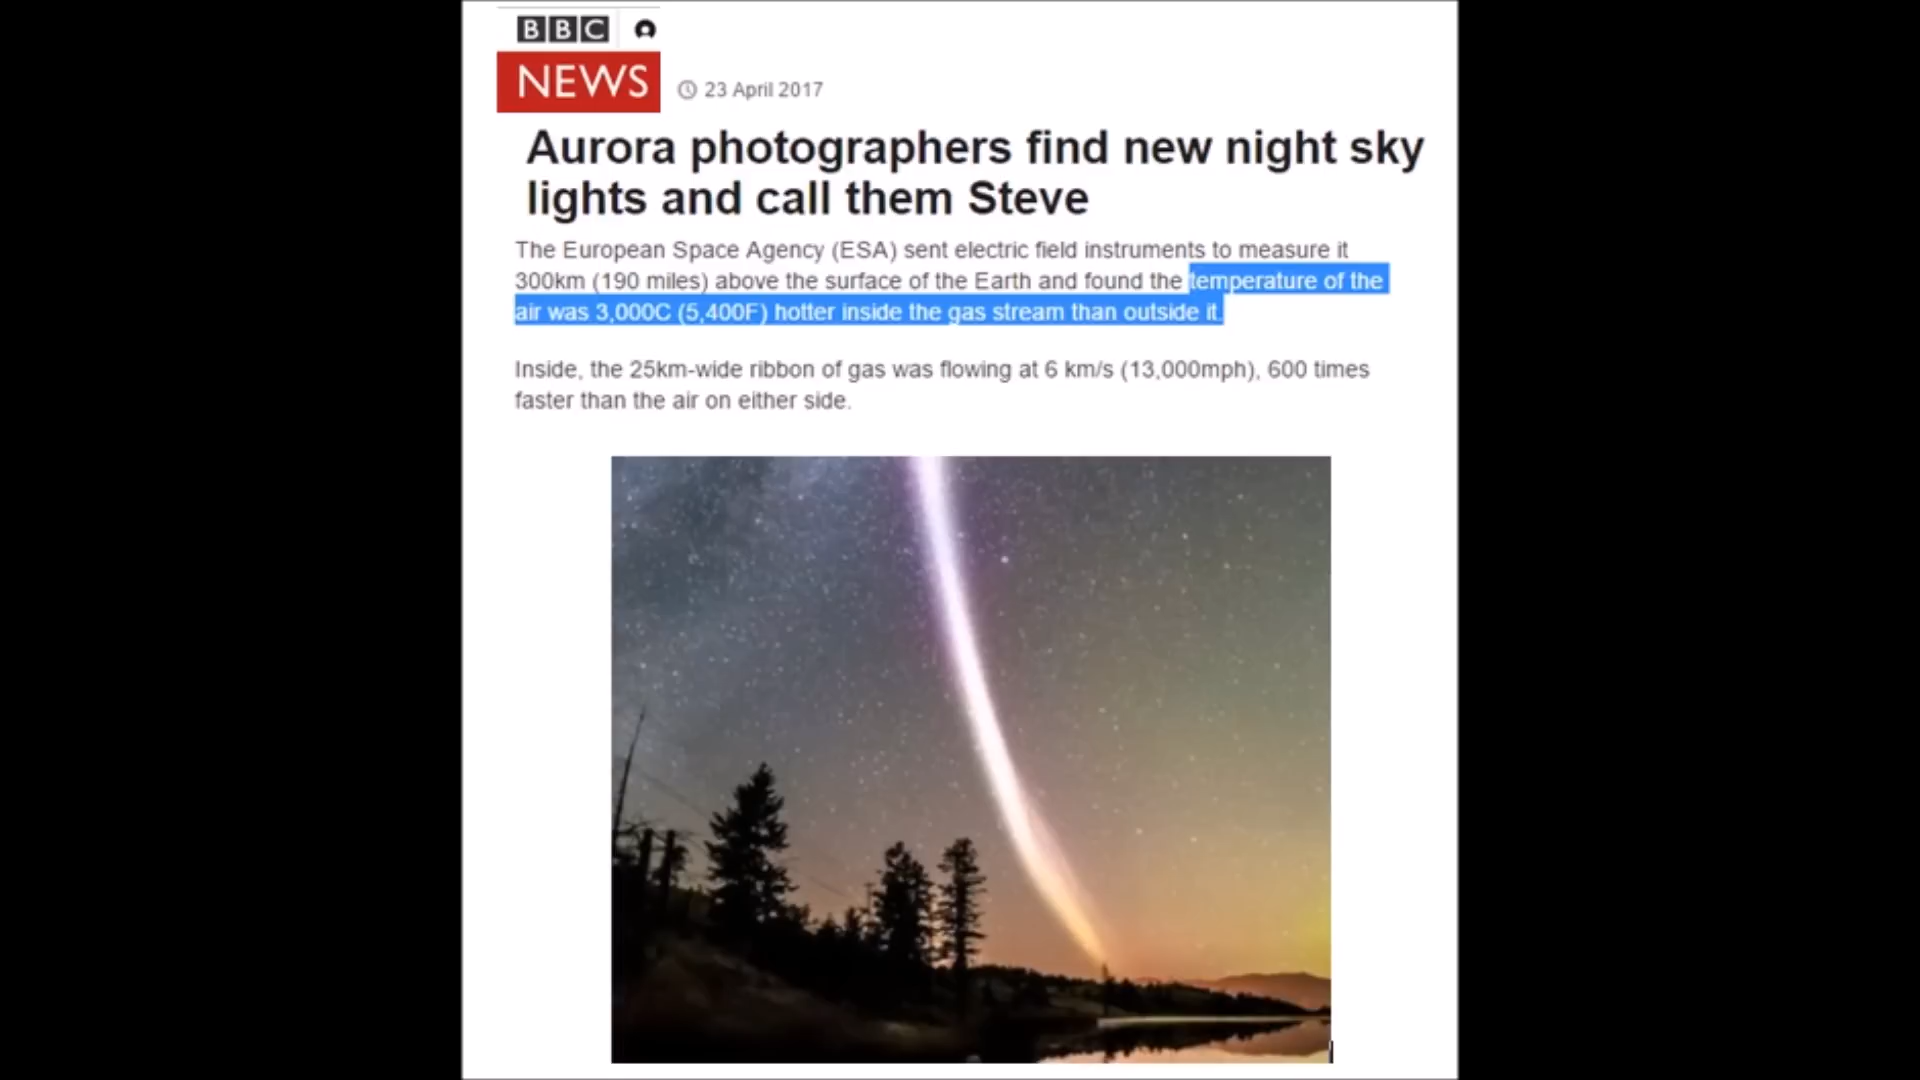 BBC
NEWS
23 April 2017
Aurora photographers find new night sky
lights and call them Steve
The European Space Agency (ESA) sent electric field instruments to measure it
300km (190 miles) above the surface of the Earth and found the temperature of the
air was 3,000C (5,400F) hotter inside the gas stream than outside it.
Inside, the 25km-wide ribbon of gas was flowing at 6 km/s (13,000mph), 600 times
faster than the air on either side.